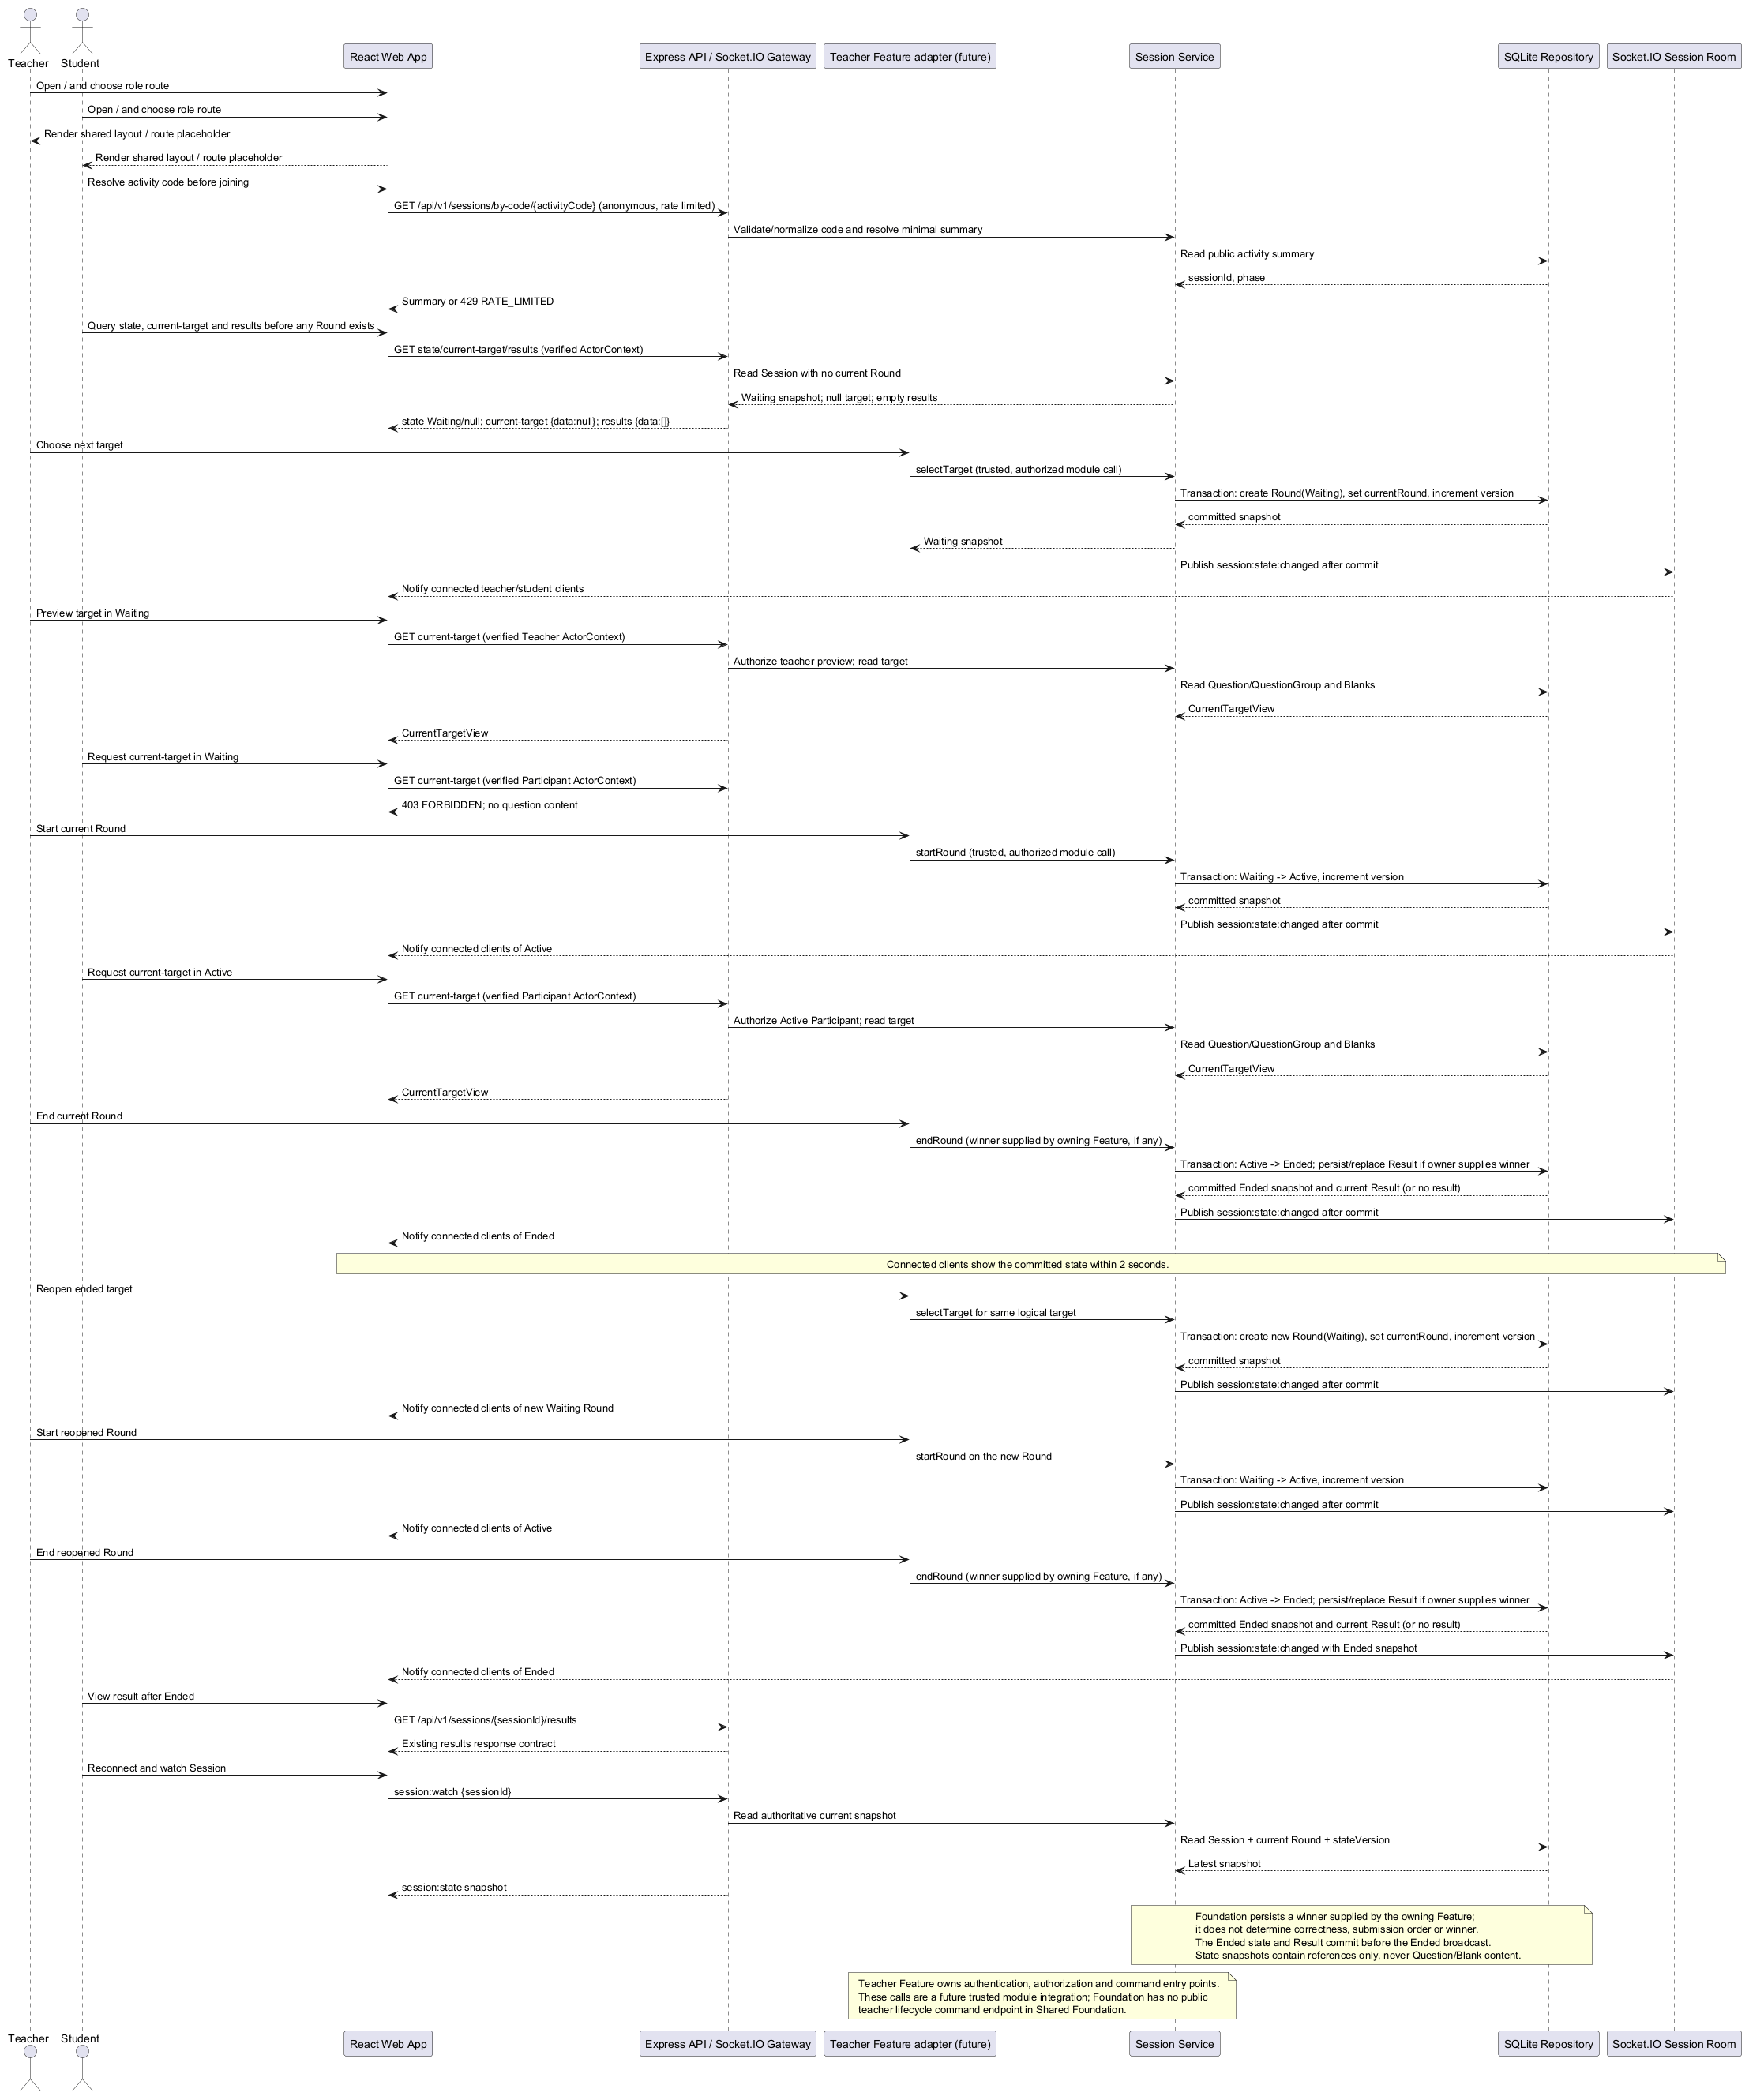 Teacher
Student
React Web App
Express API / Socket.IO Gateway
Teacher Feature adapter (future)
Session Service
SQLite Repository
Socket.IO Session Room
Open / and choose role route
Open / and choose role route
Render shared layout / route placeholder
Render shared layout / route placeholder
Resolve activity code before joining
GET /api/v1/sessions/by-code/{activityCode} (anonymous, rate limited)
Validate/normalize code and resolve minimal summary
Read public activity summary
sessionId, phase
Summary or 429 RATE_LIMITED
Query state, current-target and results before any Round exists
GET state/current-target/results (verified ActorContext)
Read Session with no current Round
Waiting snapshot; null target; empty results
state Waiting/null; current-target {data:null}; results {data:[]}
Choose next target
selectTarget (trusted, authorized module call)
Transaction: create Round(Waiting), set currentRound, increment version
committed snapshot
Waiting snapshot
Publish session:state:changed after commit
Notify connected teacher/student clients
Preview target in Waiting
GET current-target (verified Teacher ActorContext)
Authorize teacher preview; read target
Read Question/QuestionGroup and Blanks
CurrentTargetView
CurrentTargetView
Request current-target in Waiting
GET current-target (verified Participant ActorContext)
403 FORBIDDEN; no question content
Start current Round
startRound (trusted, authorized module call)
Transaction: Waiting -> Active, increment version
committed snapshot
Publish session:state:changed after commit
Notify connected clients of Active
Request current-target in Active
GET current-target (verified Participant ActorContext)
Authorize Active Participant; read target
Read Question/QuestionGroup and Blanks
CurrentTargetView
CurrentTargetView
End current Round
endRound (winner supplied by owning Feature, if any)
Transaction: Active -> Ended; persist/replace Result if owner supplies winner
committed Ended snapshot and current Result (or no result)
Publish session:state:changed after commit
Notify connected clients of Ended
Connected clients show the committed state within 2 seconds.
Reopen ended target
selectTarget for same logical target
Transaction: create new Round(Waiting), set currentRound, increment version
committed snapshot
Publish session:state:changed after commit
Notify connected clients of new Waiting Round
Start reopened Round
startRound on the new Round
Transaction: Waiting -> Active, increment version
Publish session:state:changed after commit
Notify connected clients of Active
End reopened Round
endRound (winner supplied by owning Feature, if any)
Transaction: Active -> Ended; persist/replace Result if owner supplies winner
committed Ended snapshot and current Result (or no result)
Publish session:state:changed with Ended snapshot
Notify connected clients of Ended
View result after Ended
GET /api/v1/sessions/{sessionId}/results
Existing results response contract
Reconnect and watch Session
session:watch {sessionId}
Read authoritative current snapshot
Read Session + current Round + stateVersion
Latest snapshot
session:state snapshot
Foundation persists a winner supplied by the owning Feature;
it does not determine correctness, submission order or winner.
The Ended state and Result commit before the Ended broadcast.
State snapshots contain references only, never Question/Blank content.
Teacher Feature owns authentication, authorization and command entry points.
These calls are a future trusted module integration; Foundation has no public
teacher lifecycle command endpoint in Shared Foundation.
Teacher
Student
React Web App
Express API / Socket.IO Gateway
Teacher Feature adapter (future)
Session Service
SQLite Repository
Socket.IO Session Room